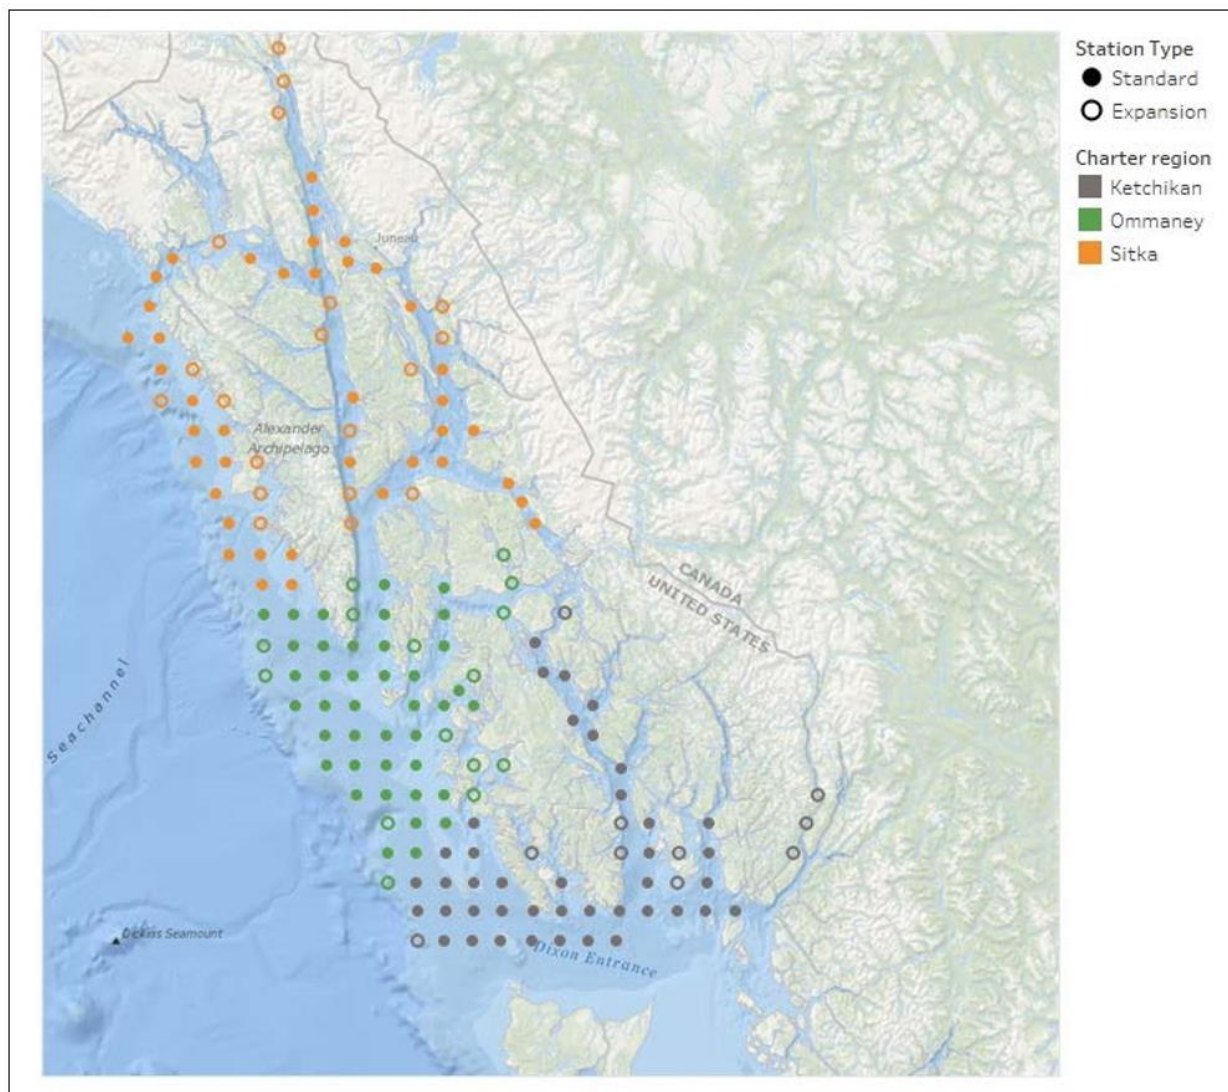 Station Type
Standard
Expansion
Charter region
Ketchikan
Ommaney
Sitka
Juneau
Alexander
Archipelago
CANADA
UNITED STATES
Seachannel
Dickins Seamount
Dixon Entrance